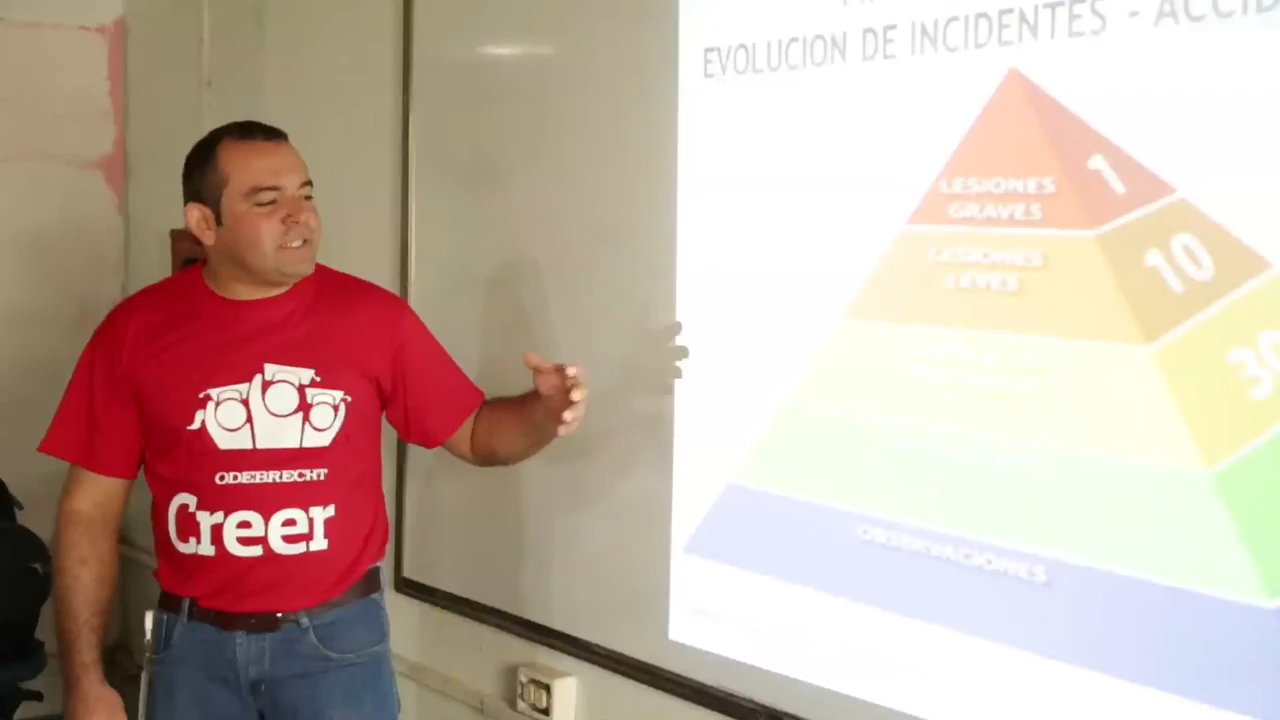 EVOLUCION DE INCIDENTES - ACCID
1
LESIONES
GRAVES
10
LESIONES
LEVES
30
OBSERVACIONES
ODEBRECHT
Creer